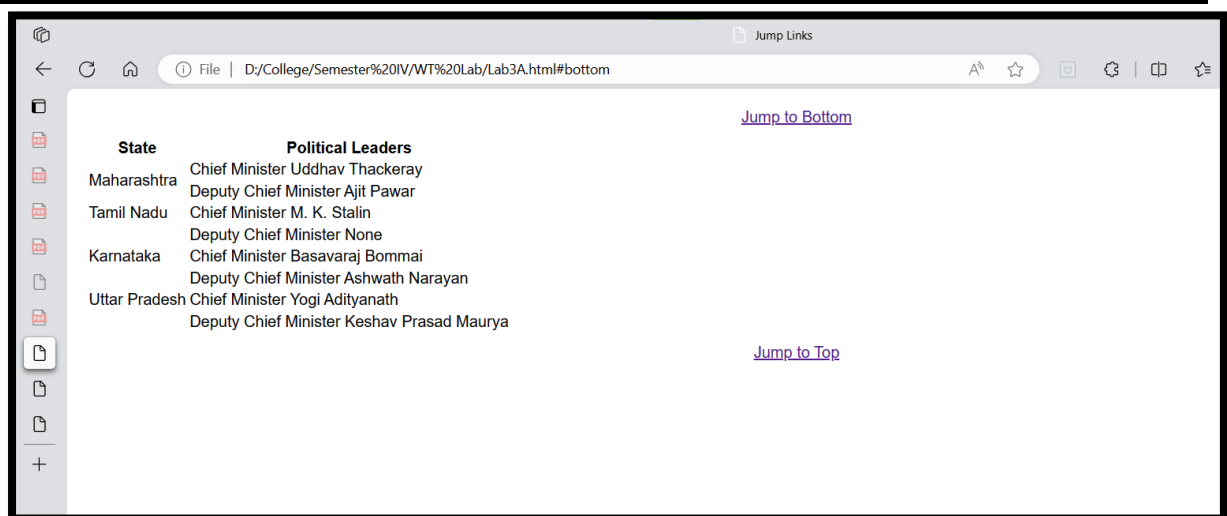 Jump Links
File | D:/College/Semester%20IV/WT%20Lab/Lab3A.html#bottom
Jump to Bottom
State Political Leaders
Maharashtra Chief Minister Uddhav Thackeray
Deputy Chief Minister Ajit Pawar
Tamil Nadu Chief Minister M. K. Stalin
Deputy Chief Minister None
Karnataka Chief Minister Basavaraj Bommai
Deputy Chief Minister Ashwath Narayan
Uttar Pradesh Chief Minister Yogi Adityanath
Deputy Chief Minister Keshav Prasad Maurya
Jump to Top